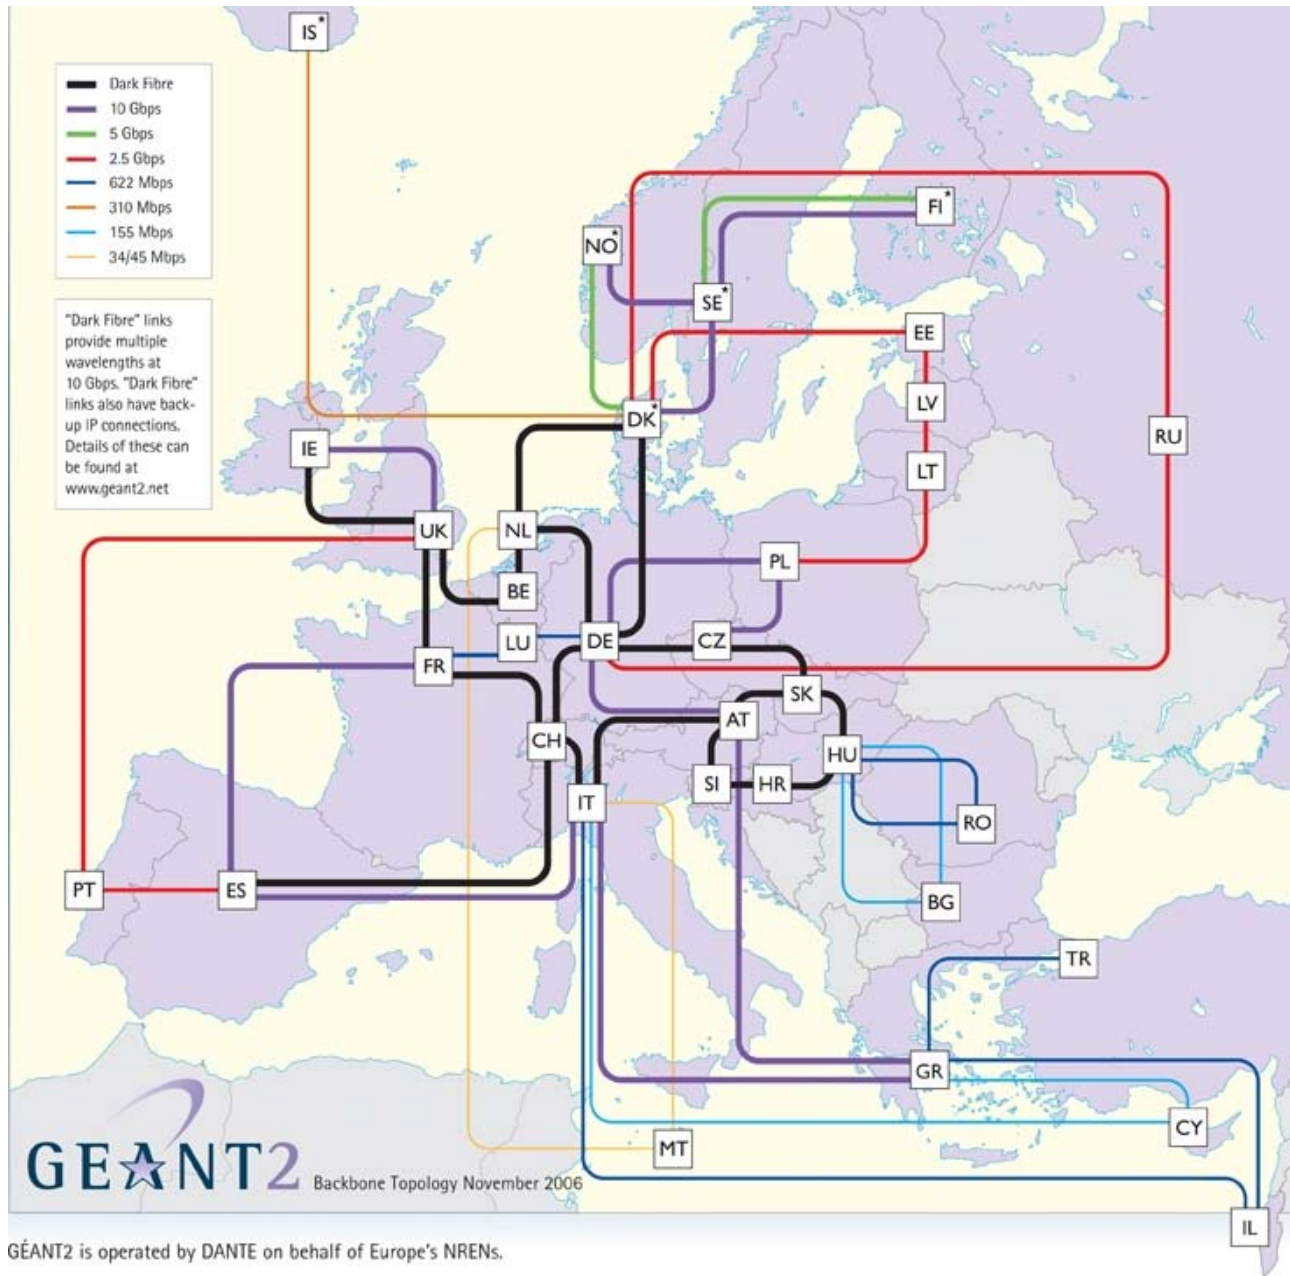 IS*
Dark Fibre
10 Gbps
5 Gbps
2.5 Gbps
622 Mbps
310 Mbps
155 Mbps
34/45 Mbps
"Dark Fibre" links
provide multiple
wavelengths at
10 Gbps. "Dark Fibre"
links also have back-
up IP connections.
Details of these can
be found at
www.geant2.net
FI*
NO*
SE*
EE
LV
DK*
RU
IE
LT
UK
NL
PL
BE
LU
DE
CZ
FR
SK
AT
CH
HU
SI
HR
IT
RO
PT
ES
BG
TR
GR
CY
MT
GEANT2
Backbone Topology November 2006
IL
GÉANT2 is operated by DANTE on behalf of Europe's NRENs.